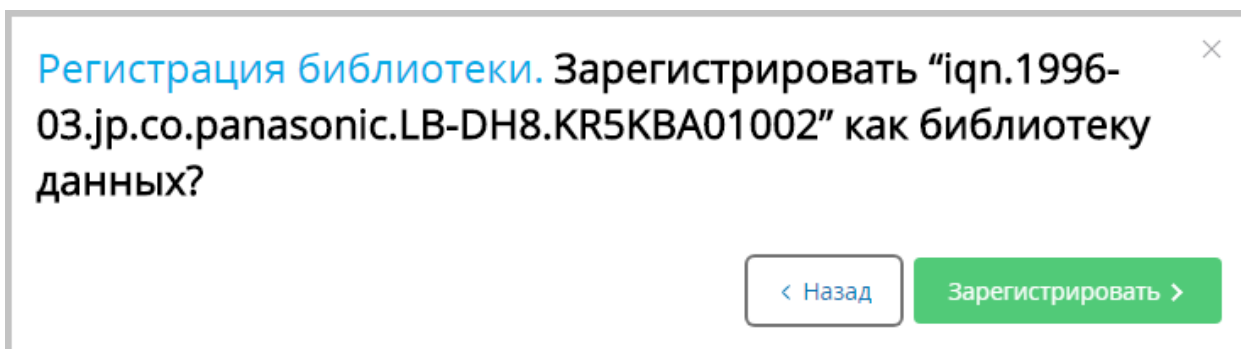 Регистрация библиотеки. Зарегистрировать “iqn.1996-
03.jp.co.panasonic.LB-DH8.KR5KBA01002” как библиотеку
данных?
< Назад
Зарегистрировать >